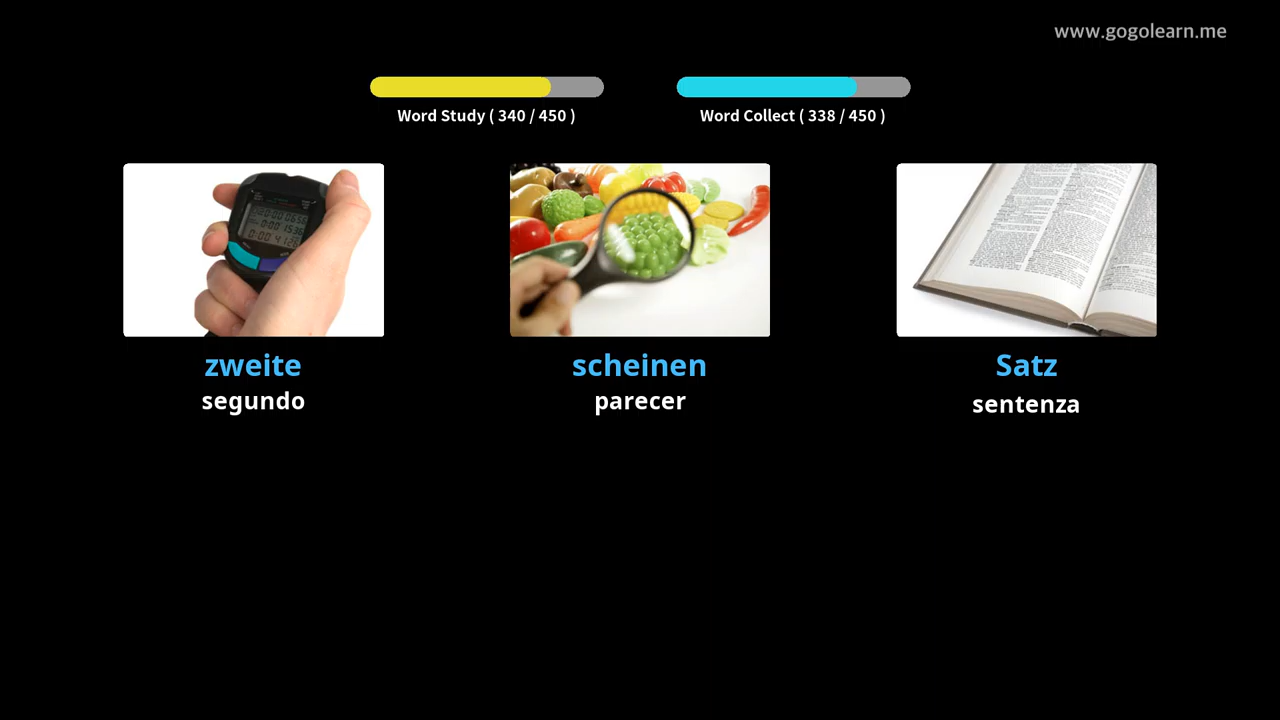 www.gogolearn.me
Word Study ( 340 / 450 )
Word Collect ( 338 / 450 )
zweite
segundo
scheinen
parecer
Satz
sentenza